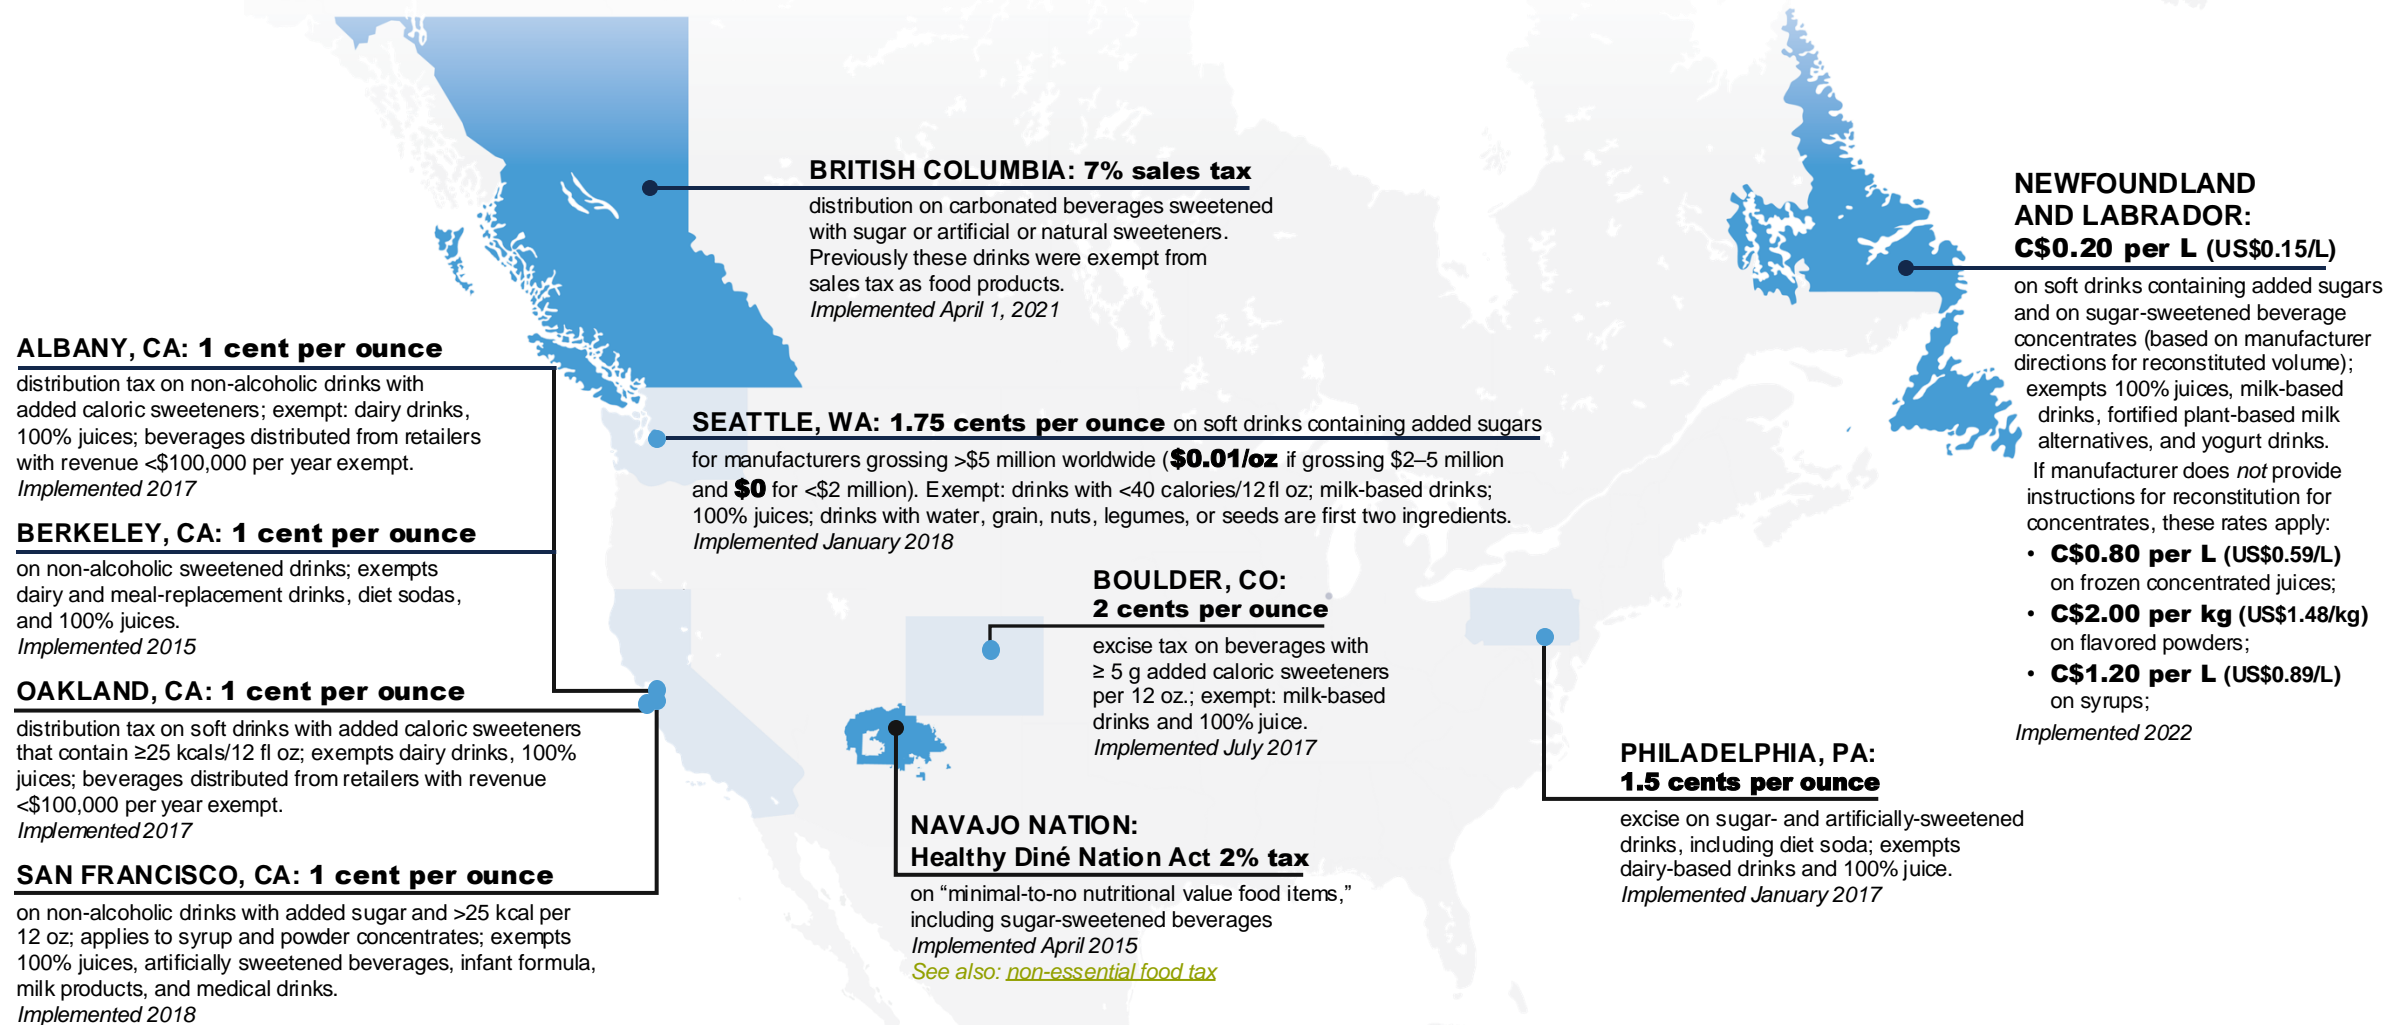 BRITISH COLUMBIA: 7% sales tax
distribution on carbonated beverages sweetened
with sugar or artificial or natural sweeteners.
Previously these drinks were exempt from
sales tax as food products.
Implemented April 1, 2021
NEWFOUNDLAND
AND LABRADOR:
C$0.20 per L (US$0.15/L)
on soft drinks containing added sugars
and on sugar-sweetened beverage
concentrates (based on manufacturer
directions for reconstituted volume);
exempts 100% juices, milk-based
drinks, fortified plant-based milk
alternatives, and yogurt drinks.
If manufacturer does not provide
instructions for reconstitution for
concentrates, these rates apply:
• C$0.80 per L (US$0.59/L)
on frozen concentrated juices;
• C$2.00 per kg (US$1.48/kg)
on flavored powders;
• C$1.20 per L (US$0.89/L)
on syrups;
Implemented 2022
ALBANY, CA: 1 cent per ounce
distribution tax on non-alcoholic drinks with
added caloric sweeteners; exempt: dairy drinks,
100% juices; beverages distributed from retailers
with revenue <$100,000 per year exempt.
Implemented 2017
BERKELEY, CA: 1 cent per ounce
on non-alcoholic sweetened drinks; exempts
dairy and meal-replacement drinks, diet sodas,
and 100% juices.
Implemented 2015
OAKLAND, CA: 1 cent per ounce
distribution tax on soft drinks with added caloric sweeteners
that contain ≥25 kcals/12 fl oz; exempts dairy drinks, 100%
juices; beverages distributed from retailers with revenue
<$100,000 per year exempt.
Implemented 2017
SAN FRANCISCO, CA: 1 cent per ounce
on non-alcoholic drinks with added sugar and >25 kcal per
12 oz; applies to syrup and powder concentrates; exempts
100% juices, artificially sweetened beverages, infant formula,
milk products, and medical drinks.
Implemented 2018
SEATTLE, WA: 1.75 cents per ounce on soft drinks containing added sugars
for manufacturers grossing >$5 million worldwide ($0.01/oz if grossing $2–5 million
and $0 for <$2 million). Exempt: drinks with <40 calories/12 fl oz; milk-based drinks;
100% juices; drinks with water, grain, nuts, legumes, or seeds are first two ingredients.
Implemented January 2018
BOULDER, CO:
2 cents per ounce
excise tax on beverages with
≥ 5 g added caloric sweeteners
per 12 oz.; exempt: milk-based
drinks and 100% juice.
Implemented July 2017
NAVAJO NATION:
Healthy Diné Nation Act 2% tax
on “minimal-to-no nutritional value food items,”
including sugar-sweetened beverages
Implemented April 2015
See also: non-essential food tax
PHILADELPHIA, PA:
1.5 cents per ounce
excise on sugar- and artificially-sweetened
drinks, including diet soda; exempts
dairy-based drinks and 100% juice.
Implemented January 2017